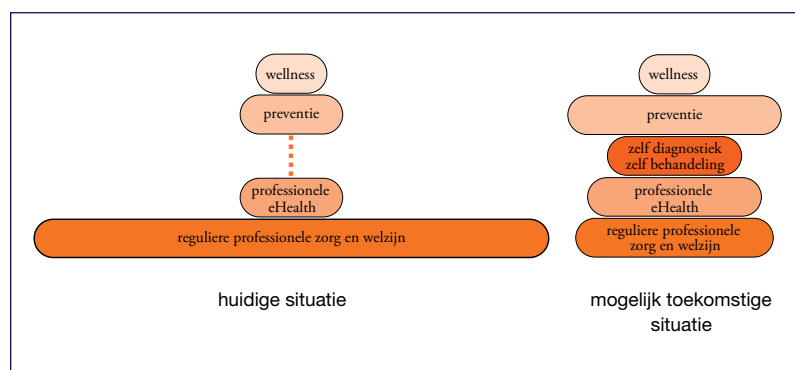 wellness
preventie
professionele
eHealth
reguliere professionele zorg en welzijn
huidige situatie
wellness
preventie
zelf diagnostiek
zelf behandeling
professionele
eHealth
reguliere professionele
zorg en welzijn
mogelijk toekomstige
situatie